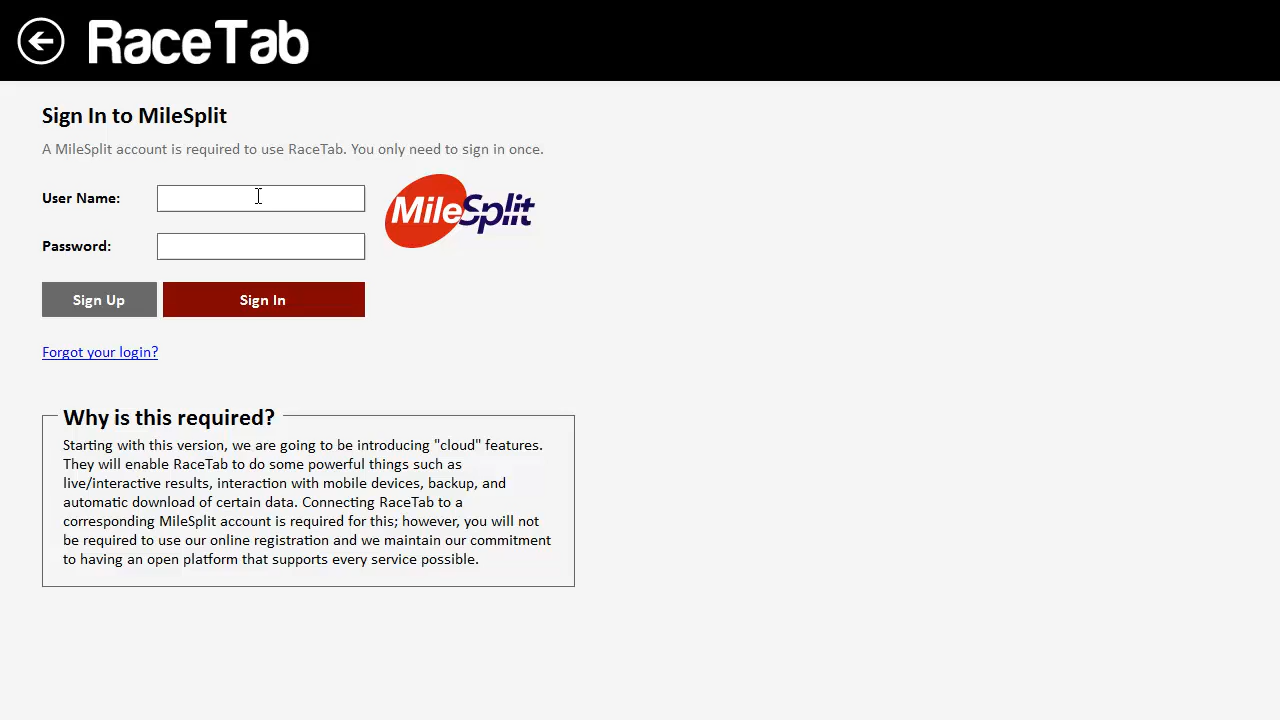 RaceTab
Sign In to MileSplit
A MileSplit account is required to use RaceTab. You only need to sign in once.
User Name:
MileSplit
Password:
Sign Up
Sign In
Forgot your login?
Why is this required?
Starting with this version, we are going to be introducing "cloud" features.
They will enable RaceTab to do some powerful things such as
live/interactive results, interaction with mobile devices, backup, and
automatic download of certain data. Connecting RaceTab to a
corresponding MileSplit account is required for this; however, you will not
be required to use our online registration and we maintain our commitment
to having an open platform that supports every service possible.